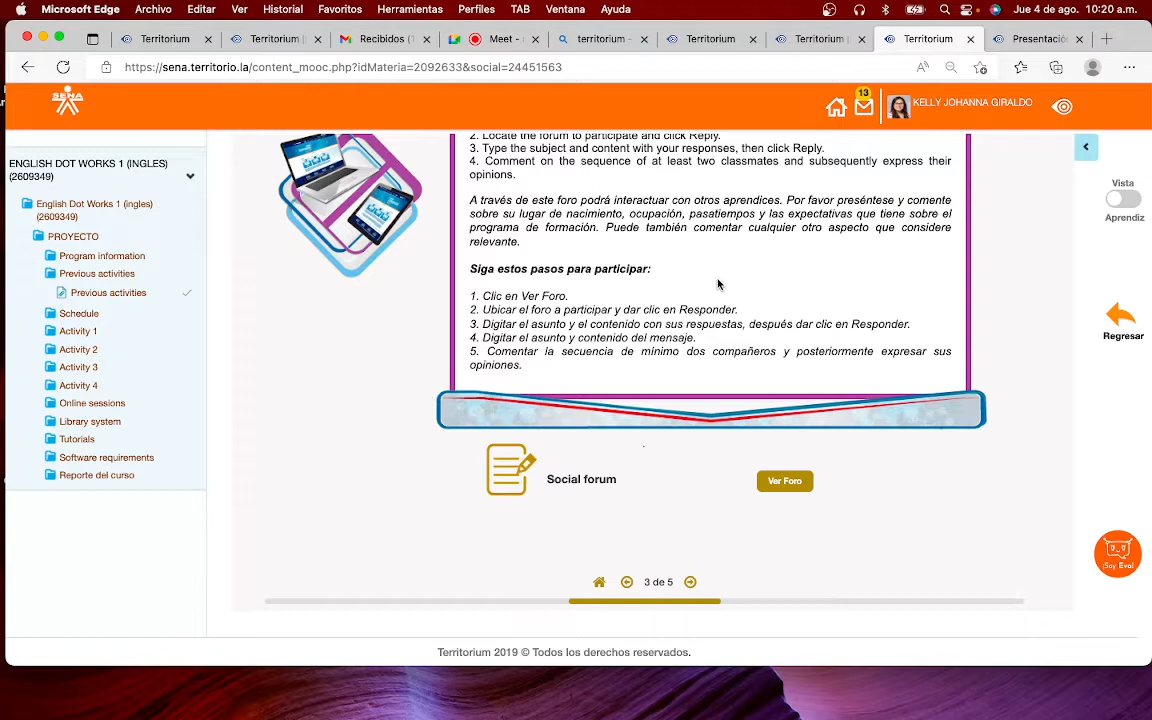 Microsoft Edge Archivo Editar Ver Historial Favoritos Herramientas Perfiles TAB Ventana Ayuda Jue 4 de ago. 10:20 a.m.
Territorium Territorium Recibidos (1 Meet - territorium - Territorium Territorium Territorium Presentació
https://sena.territorio.la/content_mooc.php?idMateria=2092633&social=24451563
SENA
13
KELLY JOHANNA GIRALDO
ENGLISH DOT WORKS 1 (INGLES)
(2609349)
English Dot Works 1 (ingles)
(2609349)
PROYECTO
Program information
Previous activities
Previous activities
Schedule
Activity 1
Activity 2
Activity 3
Activity 4
Online sessions
Library system
Tutorials
Software requirements
Reporte del curso
2. Locate the forum to participate and click Reply.
3. Type the subject and content with your responses, then click Reply.
4. Comment on the sequence of at least two classmates and subsequently express their
opinions.
A través de este foro podrá interactuar con otros aprendices. Por favor preséntese y comente
sobre su lugar de nacimiento, ocupación, pasatiempos y las expectativas que tiene sobre el
programa de formación. Puede también comentar cualquier otro aspecto que considere
relevante.
Siga estos pasos para participar:
1. Clic en Ver Foro.
2. Ubicar el foro a participar y dar clic en Responder.
3. Digitar el asunto y el contenido con sus respuestas, después dar clic en Responder.
4. Digitar el asunto y contenido del mensaje.
5. Comentar la secuencia de mínimo dos compañeros y posteriormente expresar sus
opiniones.
Social forum
Ver Foro
3 de 5
Vista
Aprendiz
Regresar
¡Soy Evo!
Territorium 2019 © Todos los derechos reservados.